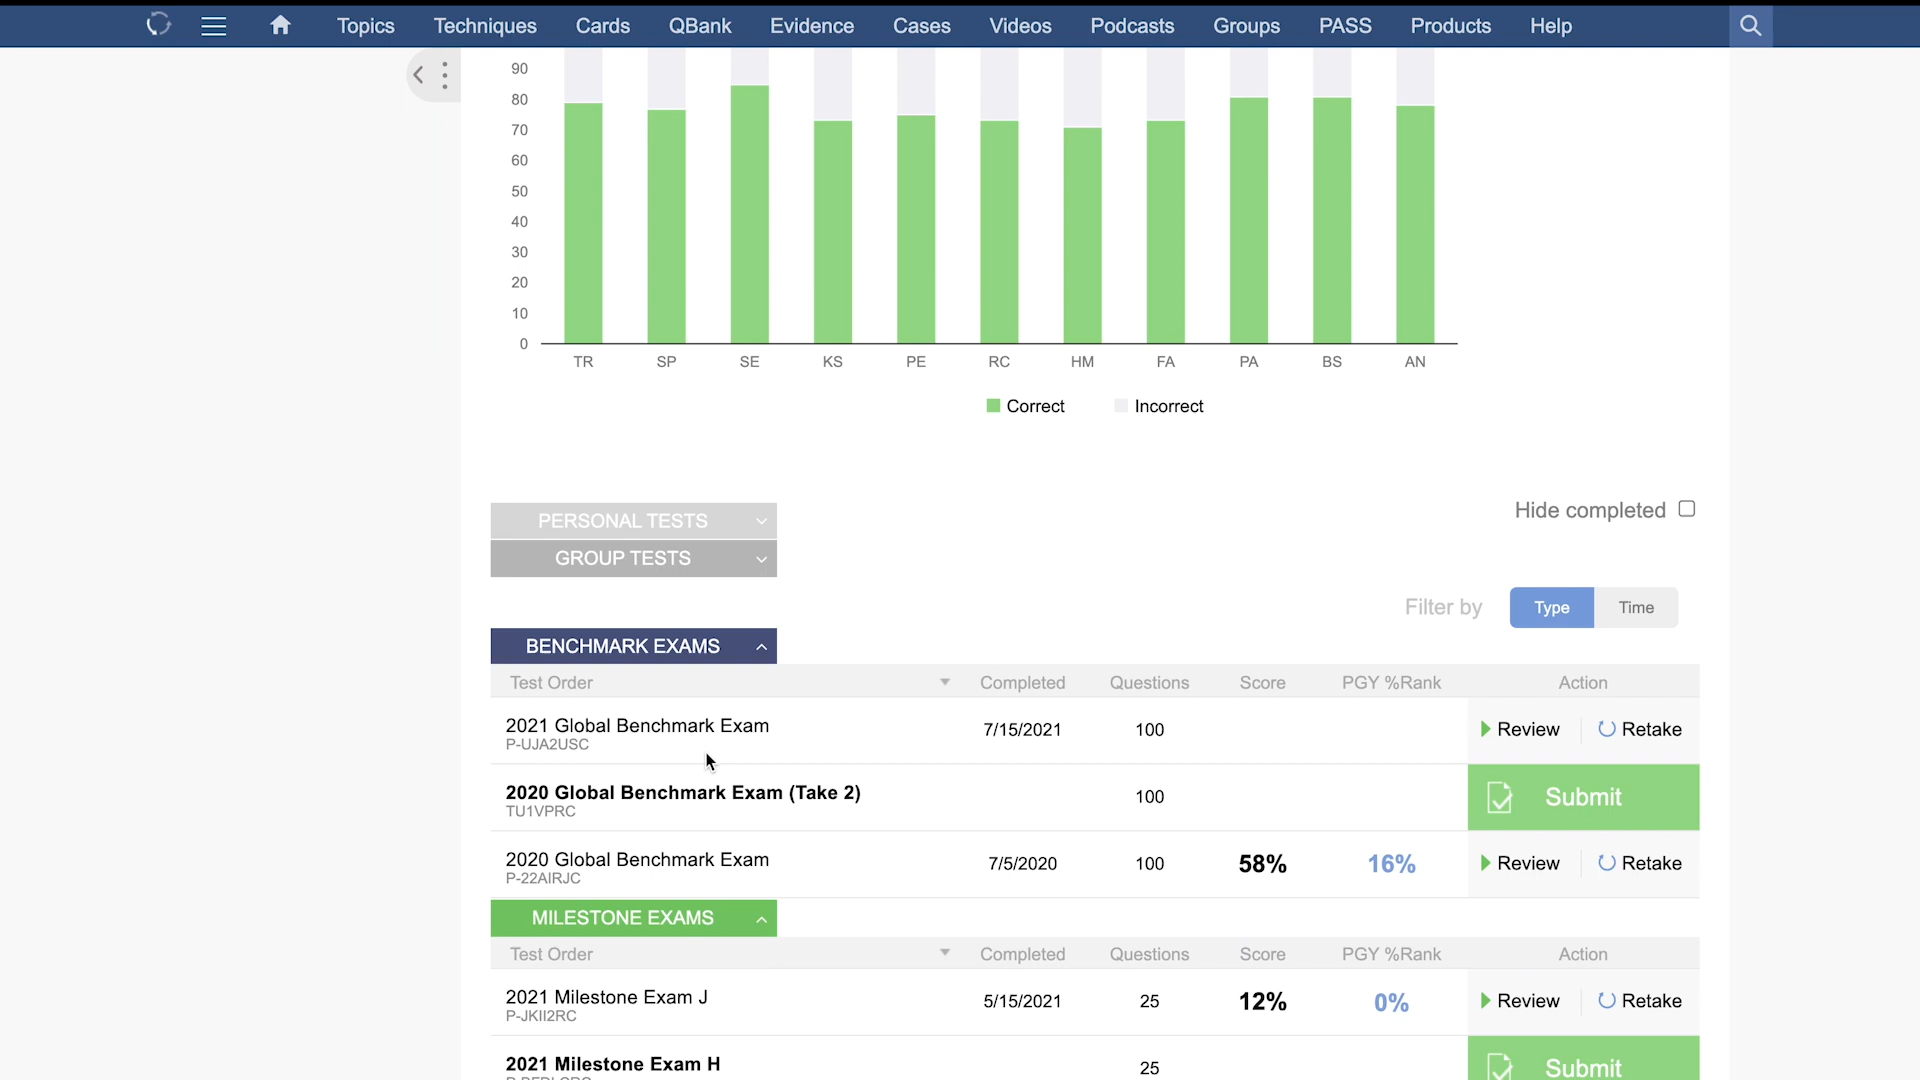 Topics Techniques Cards QBank Evidence Cases Videos Podcasts Groups PASS Products Help
90
80
70
60
50
40
30
20
10
0
TR SP SE KS PE RC HM FA PA BS AN
Correct Incorrect
Hide completed
PERSONAL TESTS
GROUP TESTS
Filter by Type Time
BENCHMARK EXAMS
Test Order Completed Questions Score PGY %Rank Action
2021 Global Benchmark Exam 7/15/2021 100 Review Retake
P-UJA2USC
2020 Global Benchmark Exam (Take 2) 100 Submit
TU1VPRC
2020 Global Benchmark Exam 7/5/2020 100 58% 16% Review Retake
P-22AIRJC
MILESTONE EXAMS
Test Order Completed Questions Score PGY %Rank Action
2021 Milestone Exam J 5/15/2021 25 12% 0% Review Retake
P-JKII2RC
2021 Milestone Exam H 25 Submit